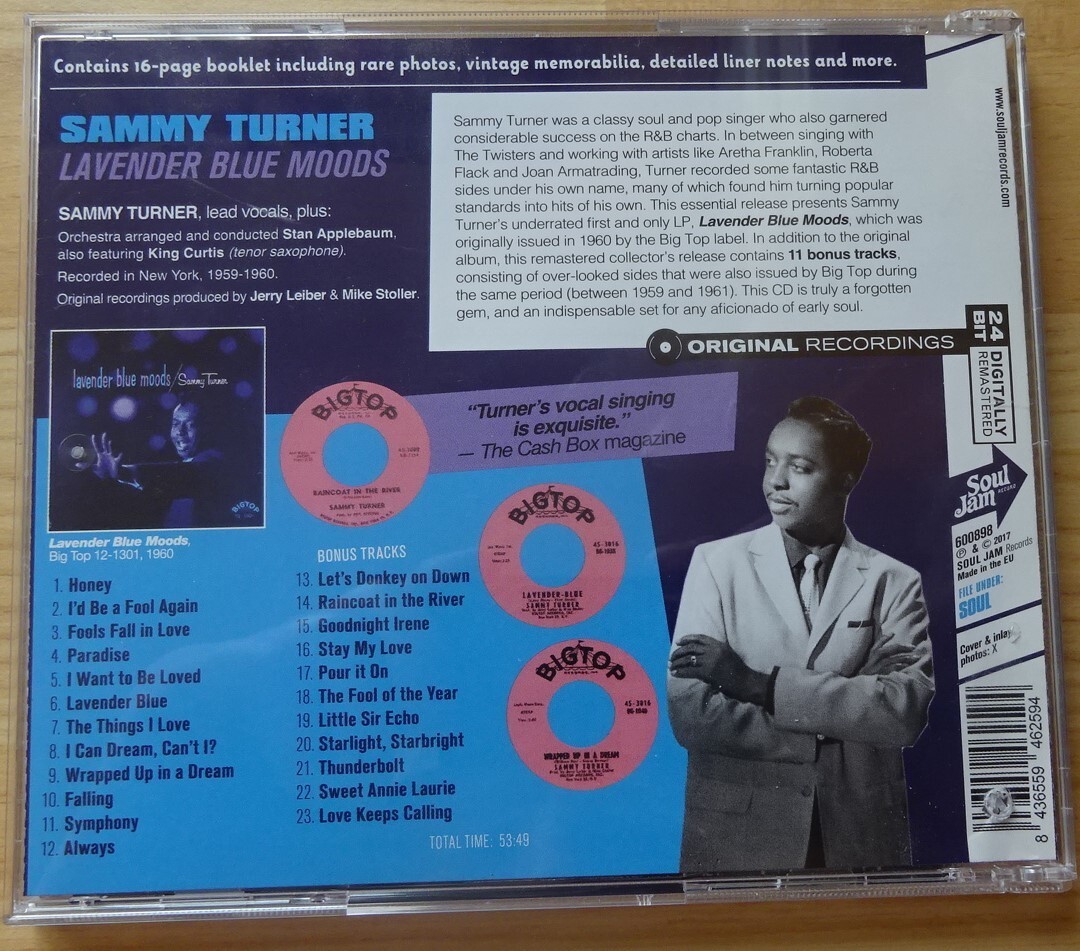 Contains 16-page booklet including rare photos, vintage memorabilia, detailed liner notes and more.
SAMMY TURNER
LAVENDER BLUE MOODS
SAMMY TURNER, lead vocals, plus:
Orchestra arranged and conducted Stan Applebaum,
also featuring King Curtis (tenor saxophone).
Recorded in New York, 1959-1960.
Original recordings produced by Jerry Leiber & Mike Stoller.
Sammy Turner was a classy soul and pop singer who also garnered
considerable success on the R&B charts. In between singing with
The Twisters and working with artists like Aretha Franklin, Roberta
Flack and Joan Armatrading, Turner recorded some fantastic R&B
sides under his own name, many of which found him turning popular
standards into hits of his own. This essential release presents Sammy
Turner's underrated first and only LP, Lavender Blue Moods, which was
originally issued in 1960 by the Big Top label. In addition to the original
album, this remastered collector's release contains 11 bonus tracks,
consisting of over-looked sides that were also issued by Big Top during
the same period (between 1959 and 1961). This CD is truly a forgotten
gem, and an indispensable set for any aficionado of early soul.
ORIGINAL RECORDINGS
www.souljamrecords.com
24 BIT
DIGITALLY
REMASTERED
lavender blue moods / Sammy Turner
BIGTOP
Lavender Blue Moods,
Big Top 12-1301, 1960
BIGTOP
RAINCOAT IN THE RIVER
SAMMY TURNER
"Turner's vocal singing
is exquisite."
— The Cash Box magazine
BIGTOP
45-3016
LAVENDER-BLUE
SAMMY TURNER
BIGTOP
45-3016
WRAPPED UP IN A DREAM
SAMMY TURNER
1. Honey
2. I'd Be a Fool Again
3. Fools Fall in Love
4. Paradise
5. I Want to Be Loved
6. Lavender Blue
7. The Things I Love
8. I Can Dream, Can't I?
9. Wrapped Up in a Dream
10. Falling
11. Symphony
12. Always
BONUS TRACKS
13. Let's Donkey on Down
14. Raincoat in the River
15. Goodnight Irene
16. Stay My Love
17. Pour it On
18. The Fool of the Year
19. Little Sir Echo
20. Starlight, Starbright
21. Thunderbolt
22. Sweet Annie Laurie
23. Love Keeps Calling
TOTAL TIME: 53:49
Soul
Jam
RECORDS
600898
℗ & © 2017
SOUL JAM Records
Made in the EU
FILE UNDER:
SOUL
Cover & inlay
photos: X
8 436559 462594